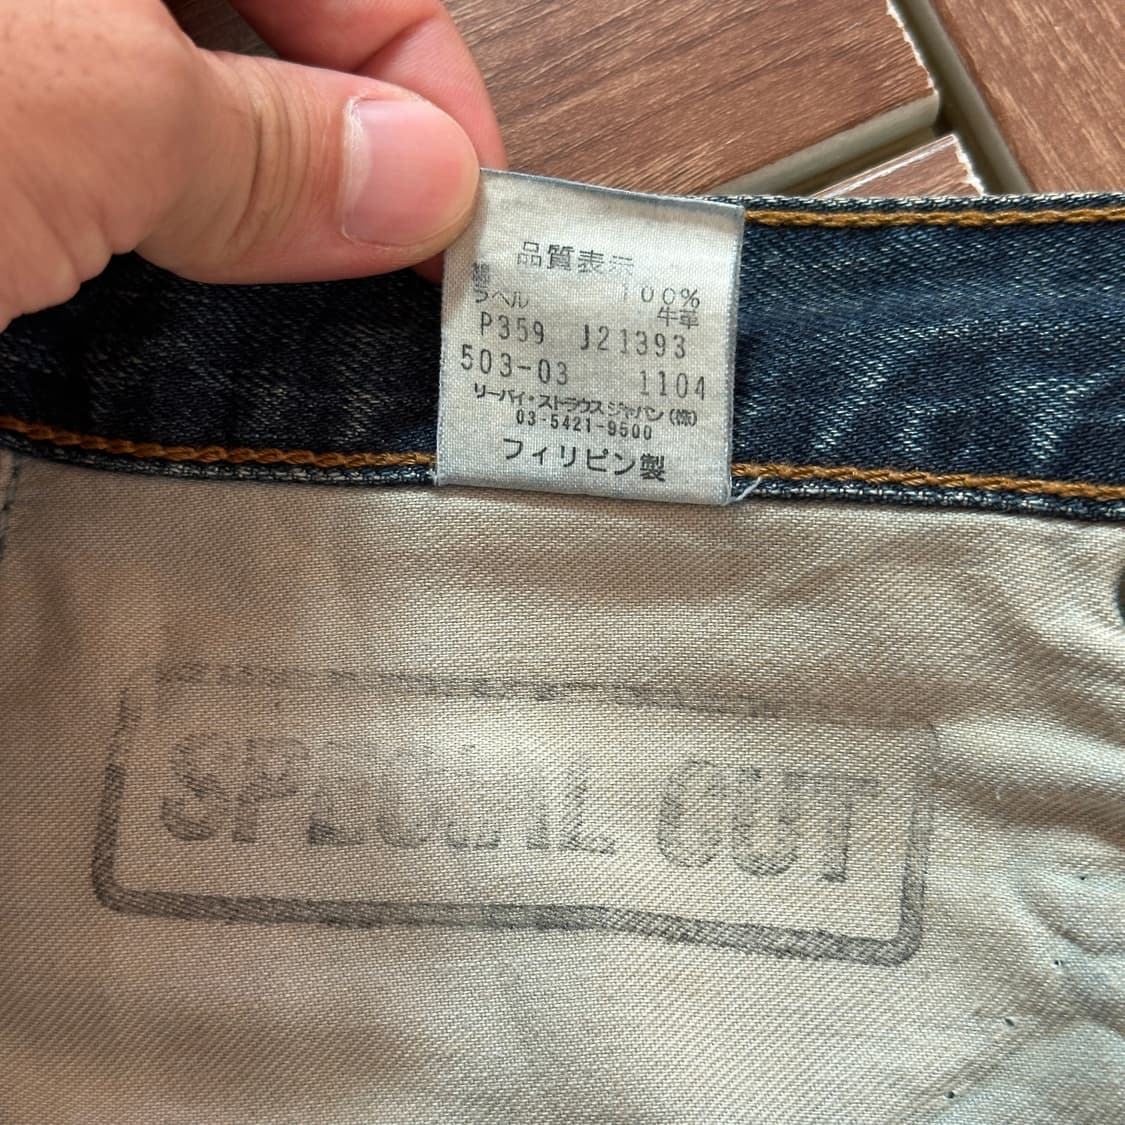 品質表示
綿 100%
ラベル 牛革
P359 J21393
503-03 1104
リーバイ・ストラウス ジャパン(株)
03-5421-9500
フィリピン製
SPECIAL CUT